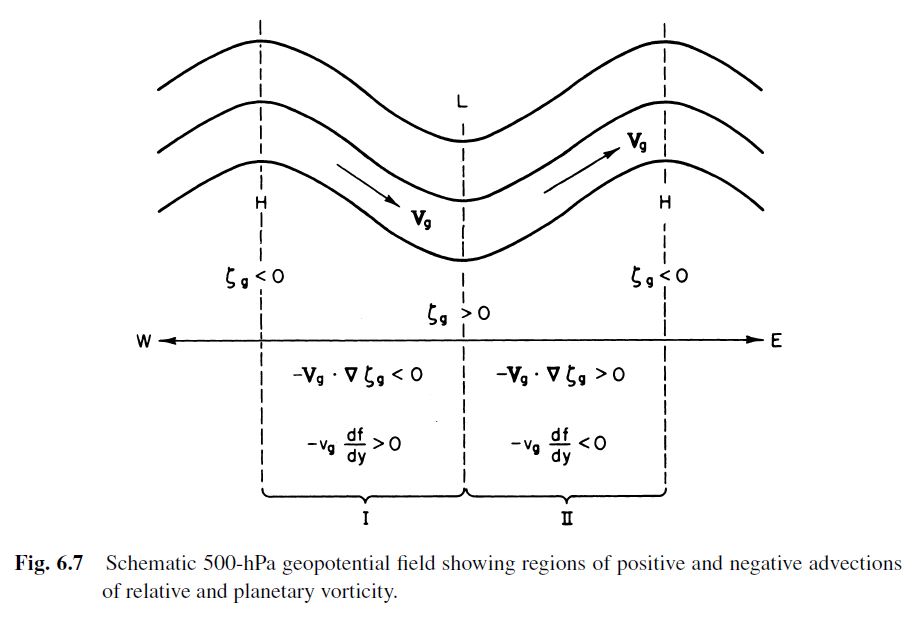 L
V_g
H
V_g
H
ζ_g < 0
ζ_g < 0
ζ_g > 0
W
E
-V_g · ∇ ζ_g < 0
-V_g · ∇ ζ_g > 0
-v_g df/dy > 0
-v_g df/dy < 0
I
II
Fig. 6.7 Schematic 500-hPa geopotential field showing regions of positive and negative advections
of relative and planetary vorticity.